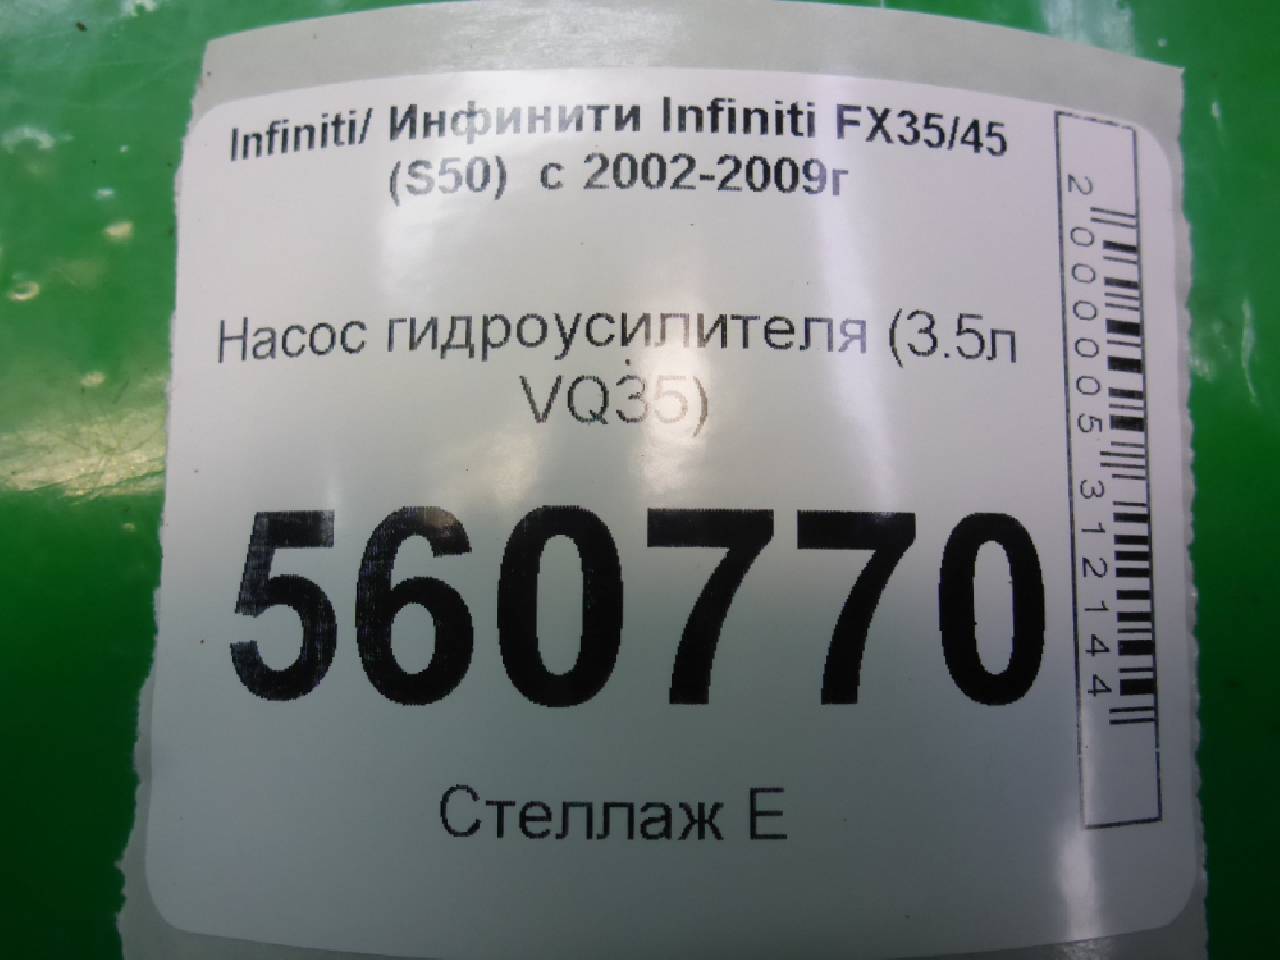 Infiniti/ Инфинити Infiniti FX35/45
(S50) с 2002-2009г
Насос гидроусилителя (3.5л
VQ35)
560770
Стеллаж Е
2000005312144